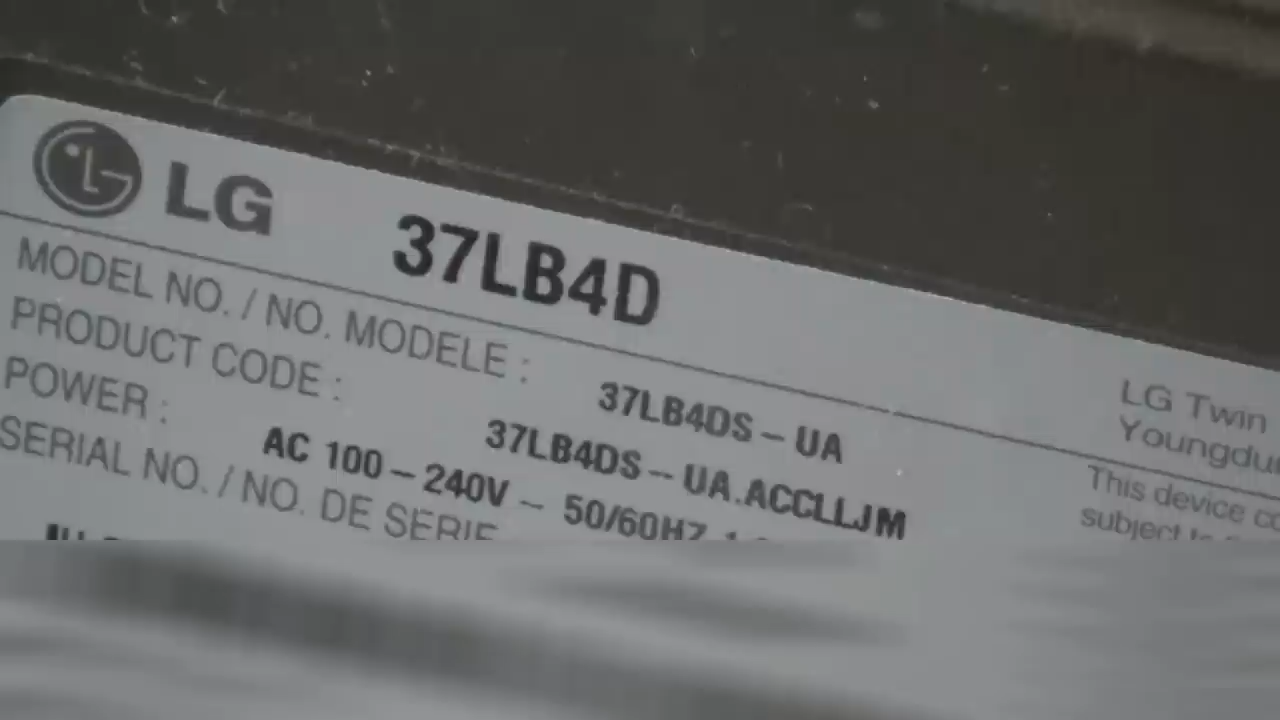 LG 37LB4D
MODEL NO. / NO. MODELE : 37LB4DS - UA
PRODUCT CODE : 37LB4DS - UA.ACCLLJM
POWER : AC 100 - 240V ~ 50/60HZ
SERIAL NO. / NO. DE SERIE
LG Twin
This device
subject